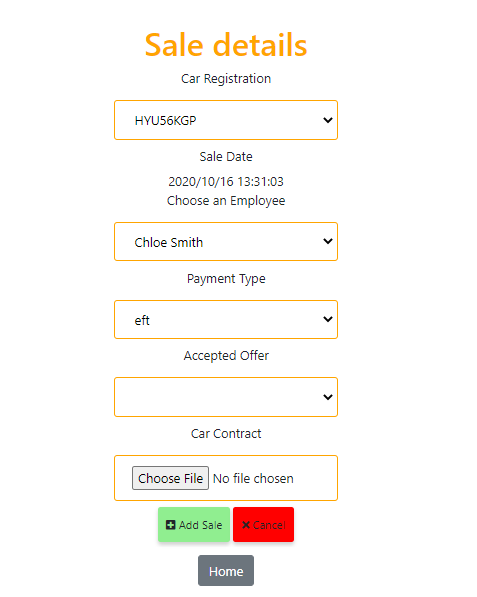 Sale details
Car Registration
HYU56KGP
Sale Date
2020/10/16 13:31:03
Choose an Employee
Chloe Smith
Payment Type
eft
Accepted Offer
Car Contract
Choose File No file chosen
Add Sale Cancel
Home